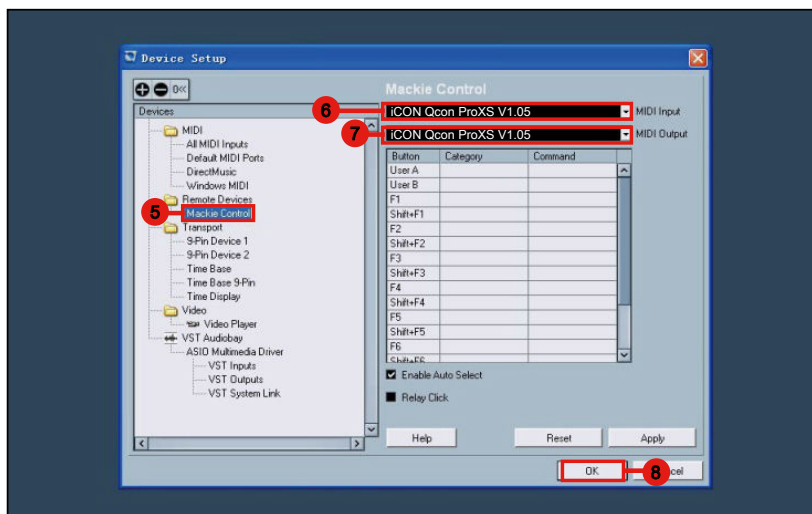 Device Setup
Devices
MIDI
All MIDI Inputs
Default MIDI Ports
DirectMusic
Windows MIDI
Remote Devices
5
Mackie Control
Transport
9-Pin Device 1
9-Pin Device 2
Time Base
Time Base 9-Pin
Time Display
Video
Video Player
VST Audiobay
ASIO Multimedia Driver
VST Inputs
VST Outputs
VST System Link
Mackie Control
6
iCON Qcon ProXS V1.05
MIDI Input
7
iCON Qcon ProXS V1.05
MIDI Output
Button Category Command
User A
User B
F1
Shift+F1
F2
Shift+F2
F3
Shift+F3
F4
Shift+F4
F5
Shift+F5
F6
Shift+F6
Enable Auto Select
Relay Click
Help Reset Apply
OK 8 cel